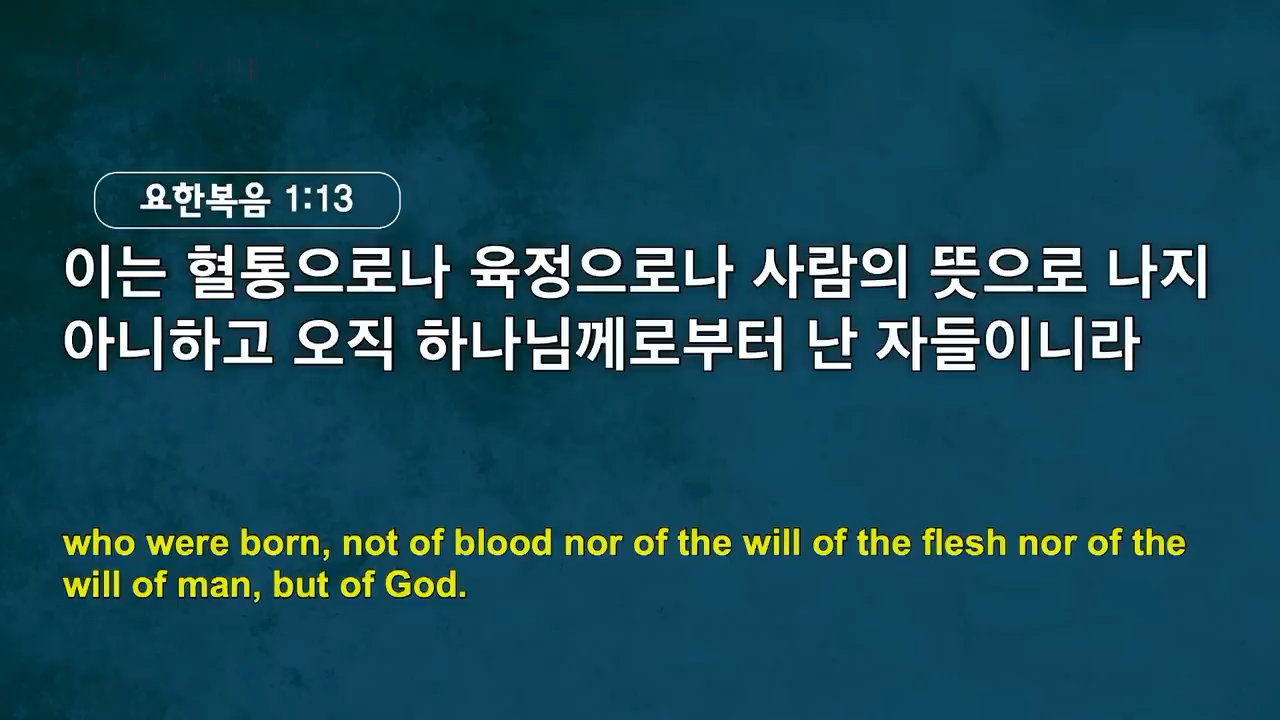 요한복음 1:13
이는 혈통으로나 육정으로나 사람의 뜻으로 나지
아니하고 오직 하나님께로부터 난 자들이니라
who were born, not of blood nor of the will of the flesh nor of the
will of man, but of God.